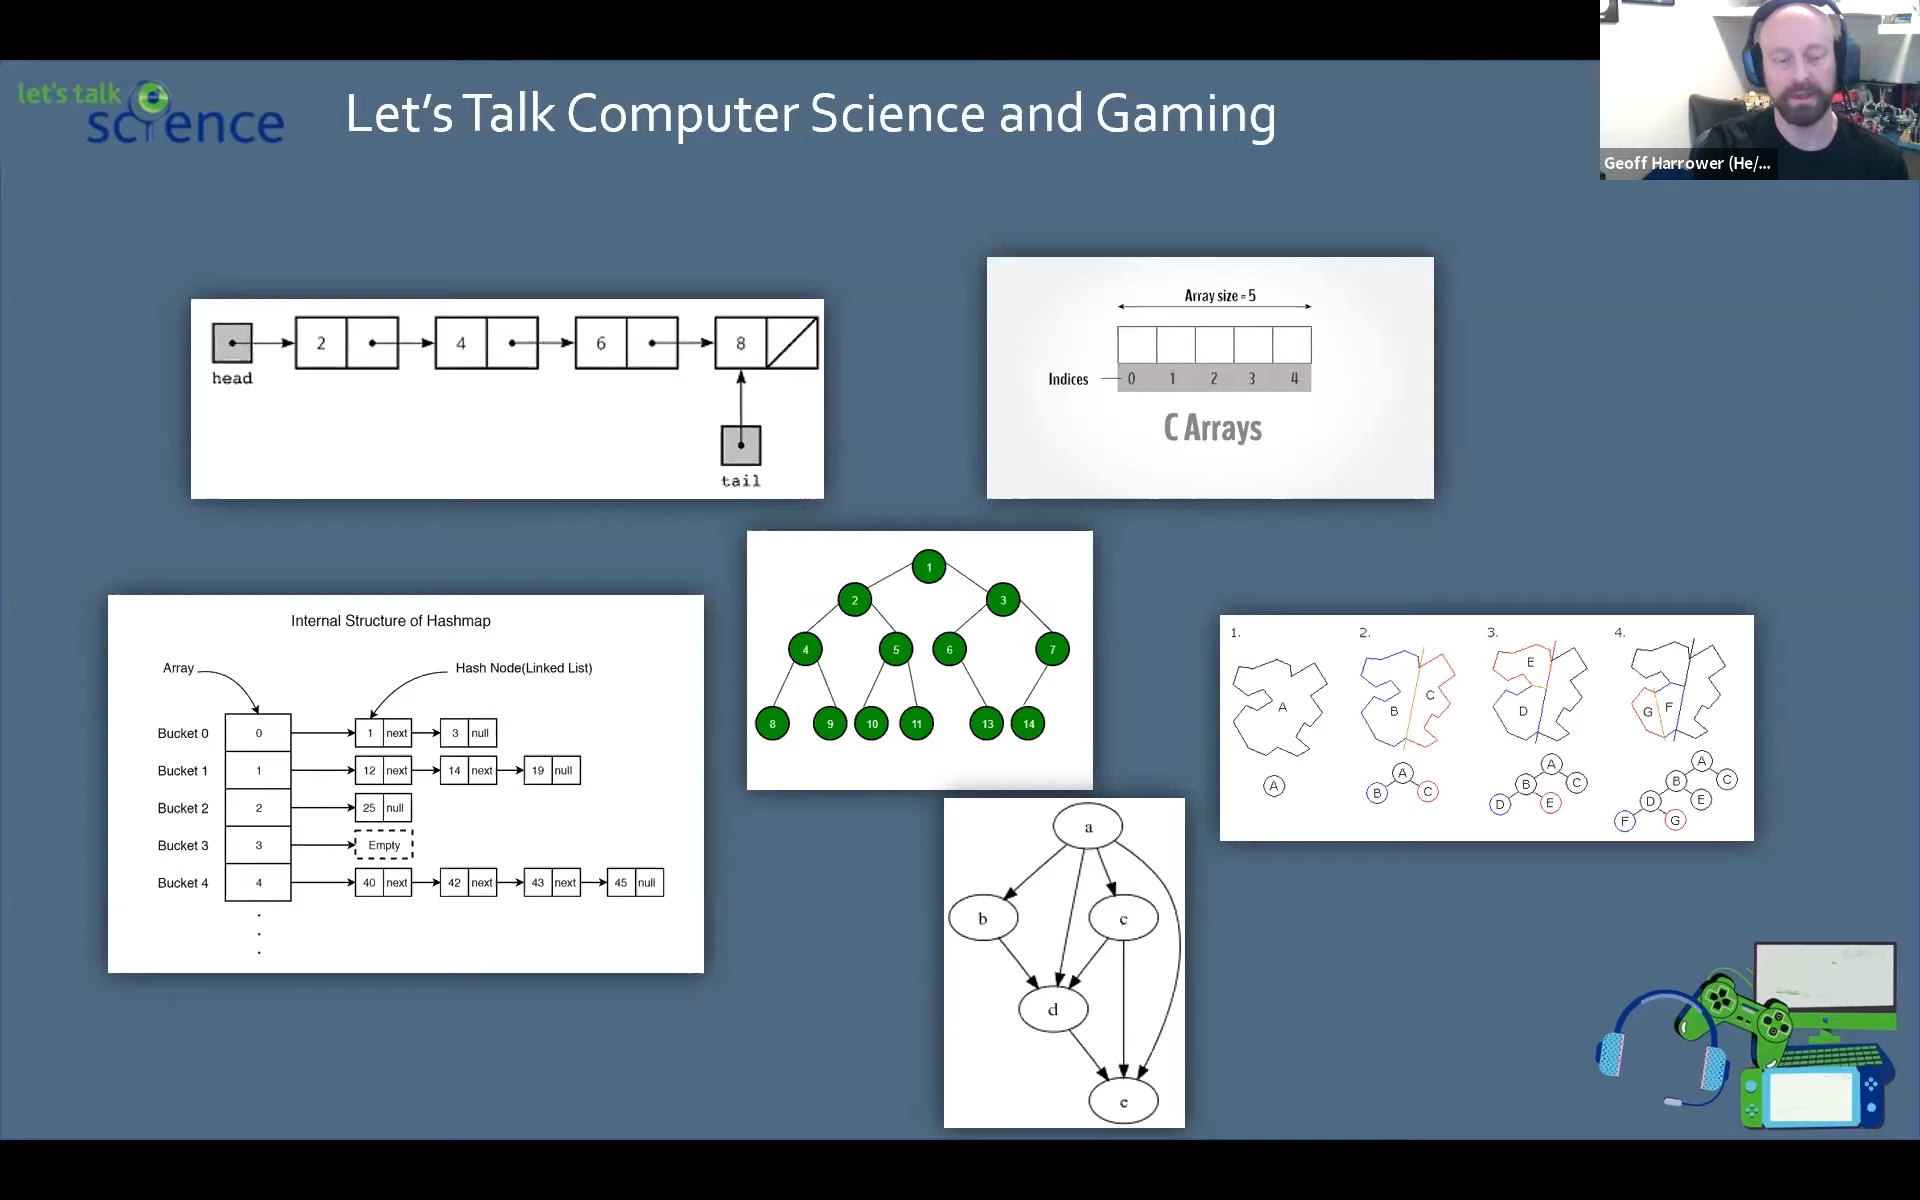 let's talk
science
Let's Talk Computer Science and Gaming
Geoff Harrower (He/...
2 4 6 8
head
tail
Array size = 5
Indices 0 1 2 3 4
C Arrays
Internal Structure of Hashmap
Array Hash Node(Linked List)
Bucket 0 0 1 next 3 null
Bucket 1 1 12 next 14 next 19 null
Bucket 2 2 25 null
Bucket 3 3 Empty
Bucket 4 4 40 next 42 next 43 next 45 null
.
.
.
1
2 3
4 5 6 7
8 9 10 11 13 14
1. 2. 3. 4.
A
A
B C
A
B C
E
D
A
B C
D E
G F
A
B C
D E
F G
a
b c
d
e